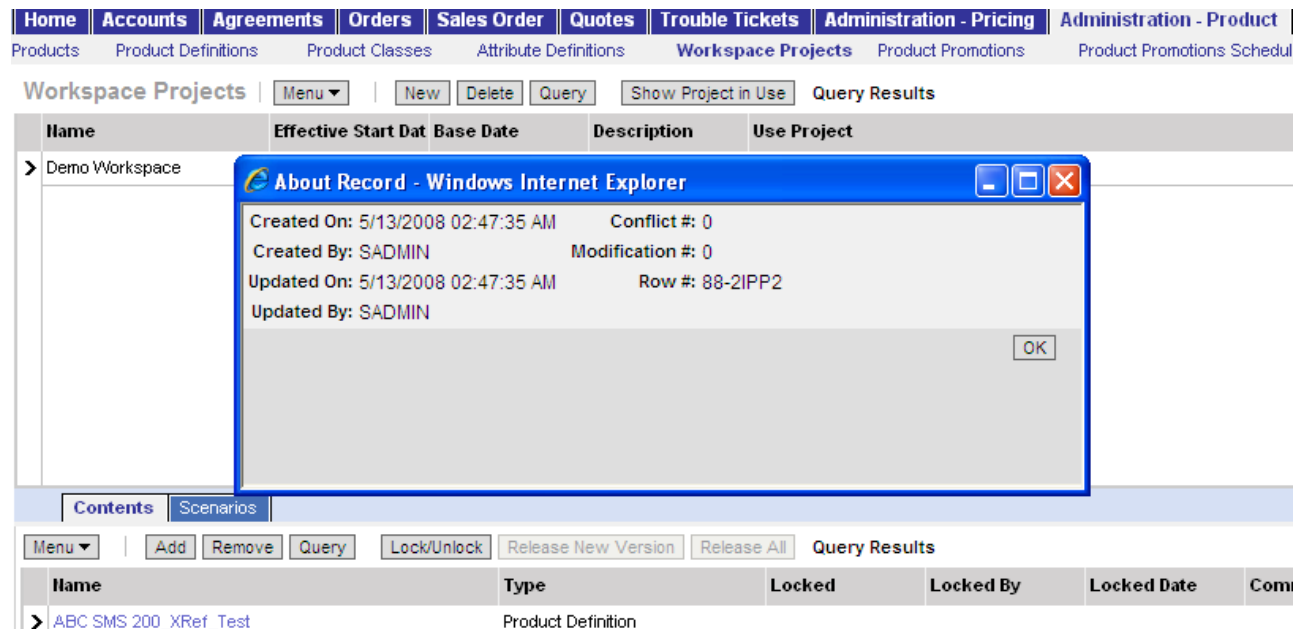 Home Accounts Agreements Orders Sales Order Quotes Trouble Tickets Administration - Pricing Administration - Product
Products Product Definitions Product Classes Attribute Definitions Workspace Projects Product Promotions Product Promotions Schedul
Workspace Projects | Menu | New Delete Query Show Project in Use Query Results
Name Effective Start Dat Base Date Description Use Project
Demo Workspace
About Record - Windows Internet Explorer
Created On: 5/13/2008 02:47:35 AM Conflict #: 0
Created By: SADMIN Modification #: 0
Updated On: 5/13/2008 02:47:35 AM Row #: 88-2IPP2
Updated By: SADMIN
OK
Contents Scenarios
Menu | Add Remove Query Lock/Unlock Release New Version Release All Query Results
Name Type Locked Locked By Locked Date Comm
ABC SMS 200 XRef Test Product Definition